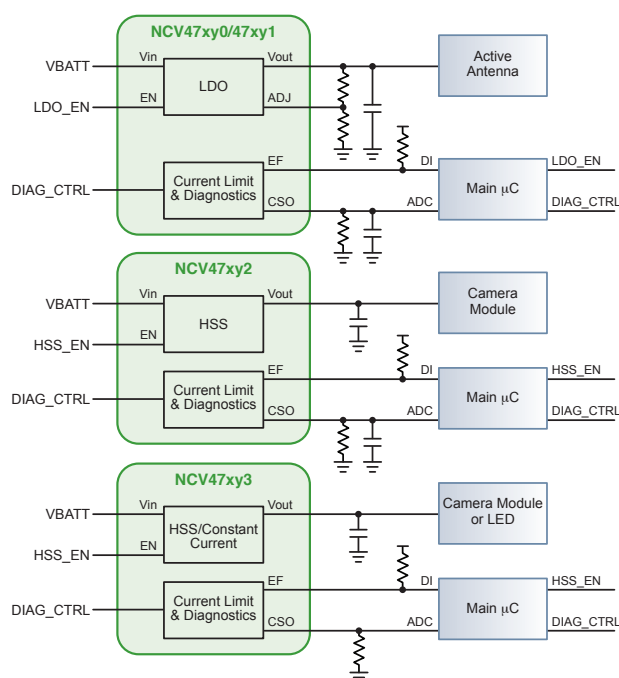 NCV47xy0/47xy1
VBATT
Vin
Vout
Active
Antenna
LDO_EN
EN
LDO
ADJ
DIAG_CTRL
Current Limit
& Diagnostics
EF
CSO
DI
ADC
Main µC
LDO_EN
DIAG_CTRL
NCV47xy2
VBATT
Vin
Vout
Camera
Module
HSS_EN
EN
HSS
DIAG_CTRL
Current Limit
& Diagnostics
EF
CSO
DI
ADC
Main µC
HSS_EN
DIAG_CTRL
NCV47xy3
VBATT
Vin
Vout
Camera Module
or LED
HSS_EN
EN
HSS/Constant
Current
DIAG_CTRL
Current Limit
& Diagnostics
EF
CSO
DI
ADC
Main µC
HSS_EN
DIAG_CTRL